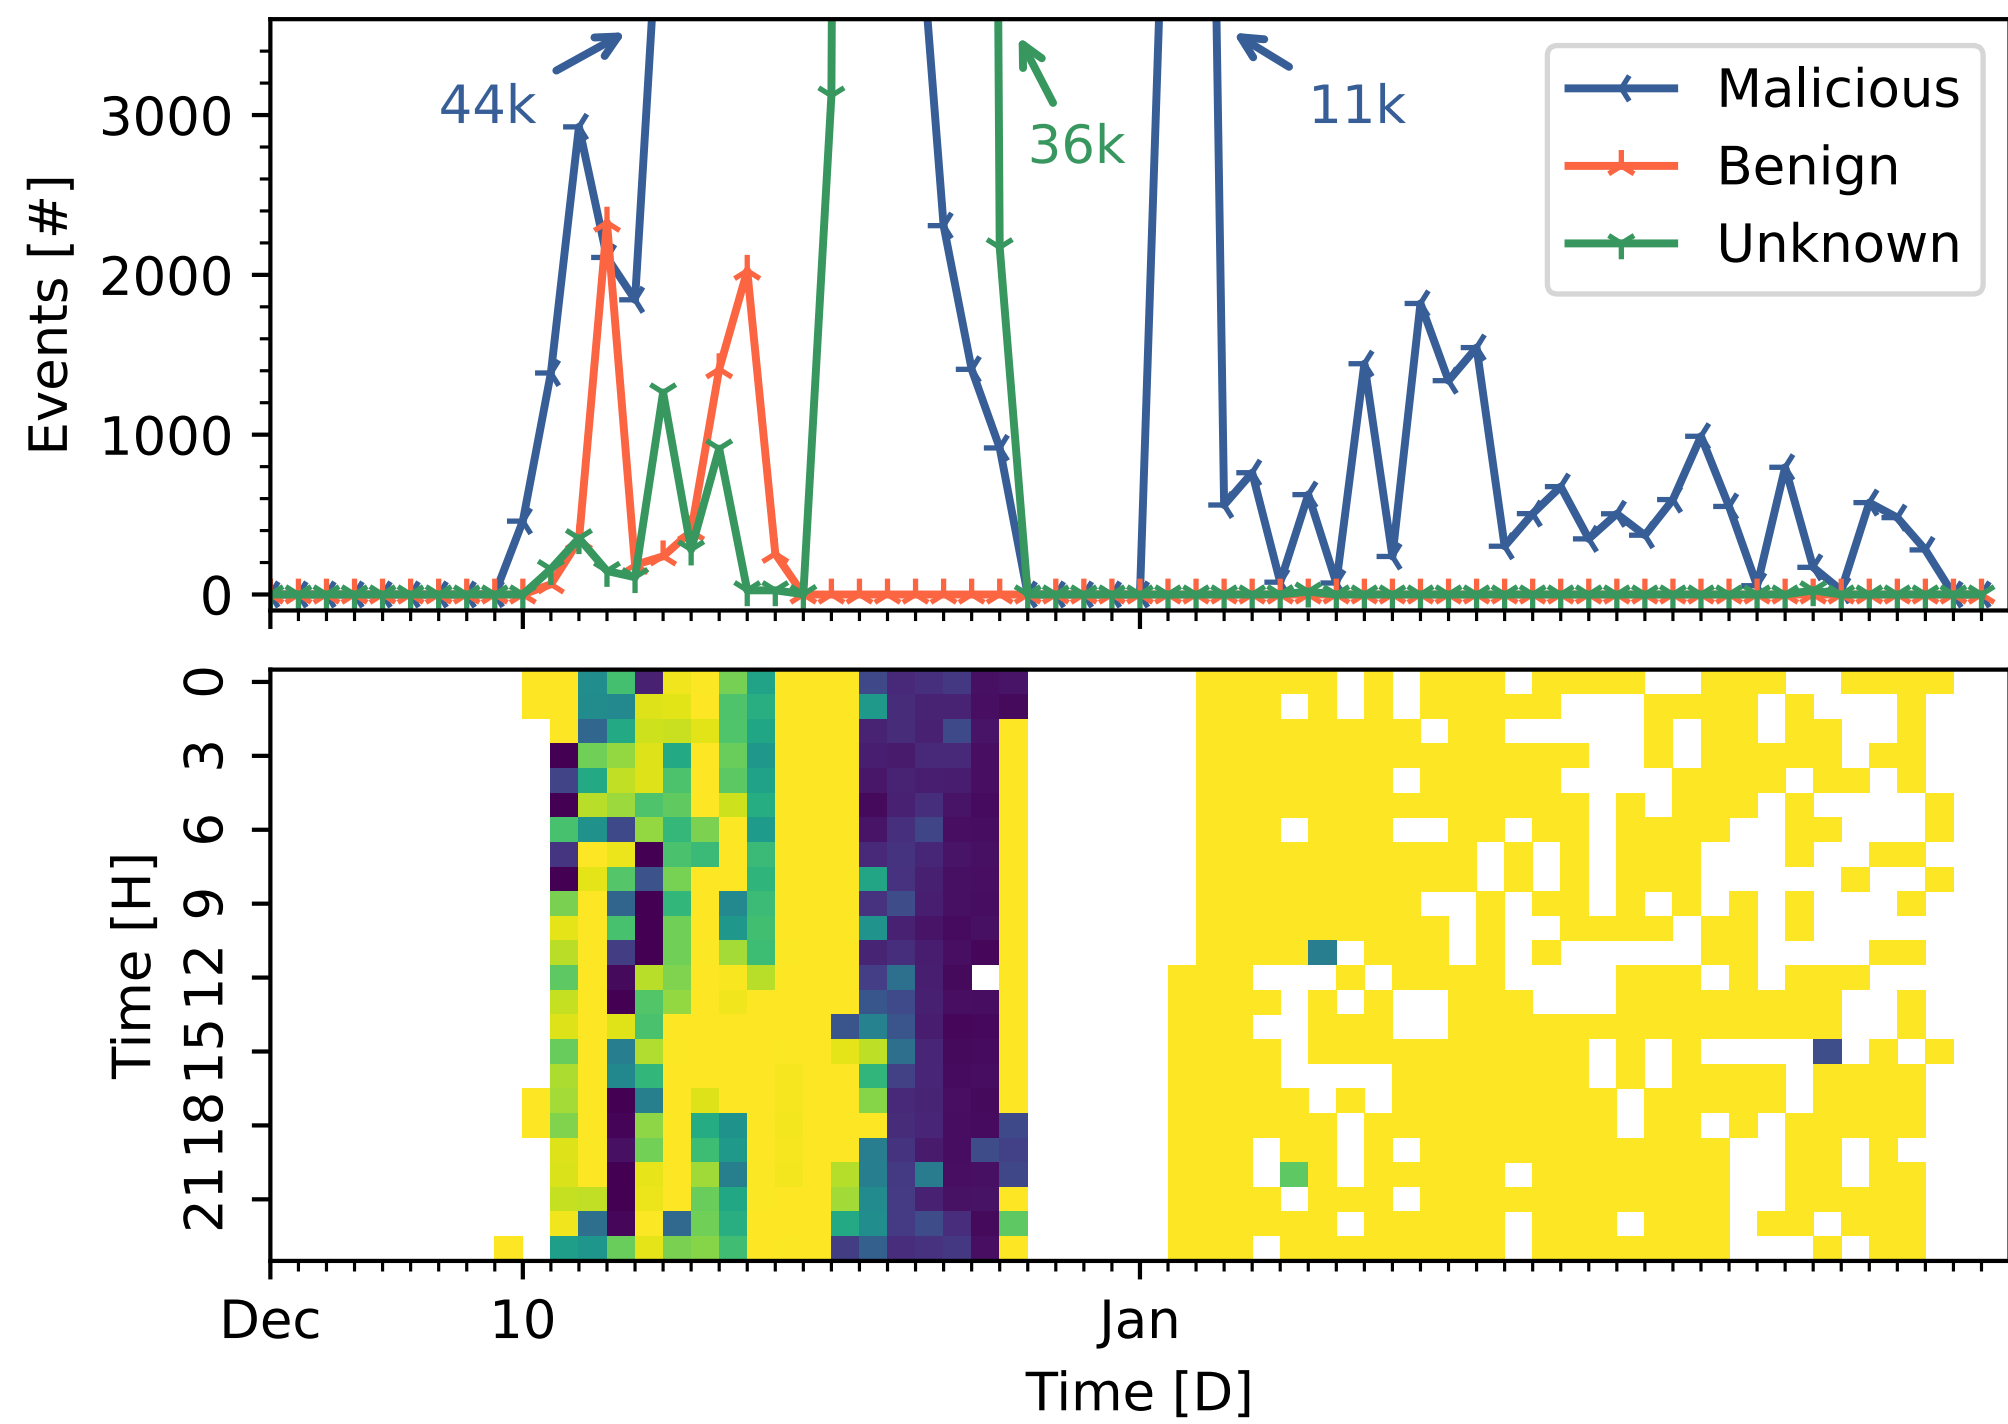 44k
36k
11k
Malicious
Benign
Unknown
Events [#]
3000
2000
1000
0
Time [H]
0
3
6
9
12
15
18
21
Dec
10
Jan
Time [D]